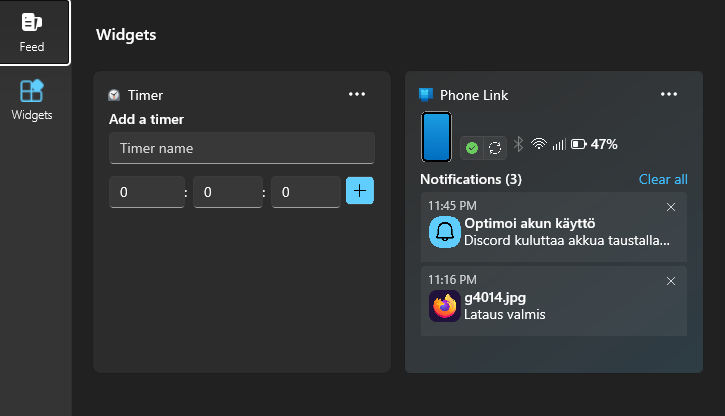 Feed
Widgets
Widgets
Timer
Add a timer
Timer name
0 : 0 : 0 +
Phone Link
47%
Notifications (3) Clear all
11:45 PM
Optimoi akun käyttö
Discord kuluttaa akkua taustalla...
11:16 PM
g4014.jpg
Lataus valmis